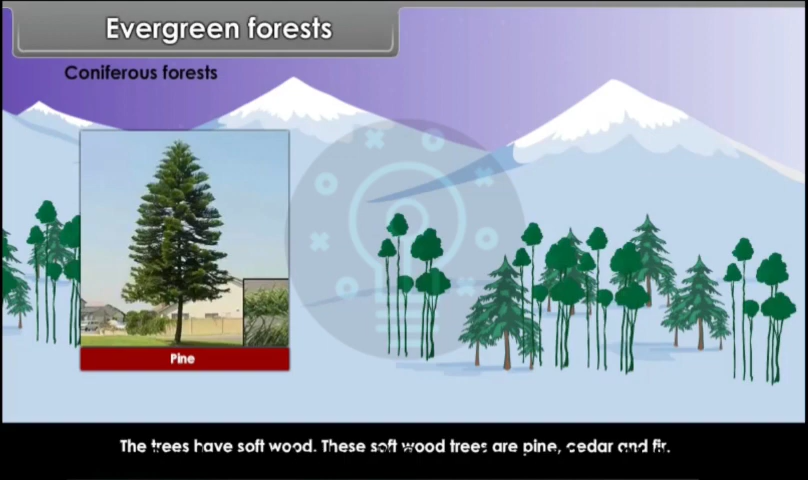 Evergreen forests
Coniferous forests
Pine
The trees have soft wood. These soft wood trees are pine, cedar and fir.